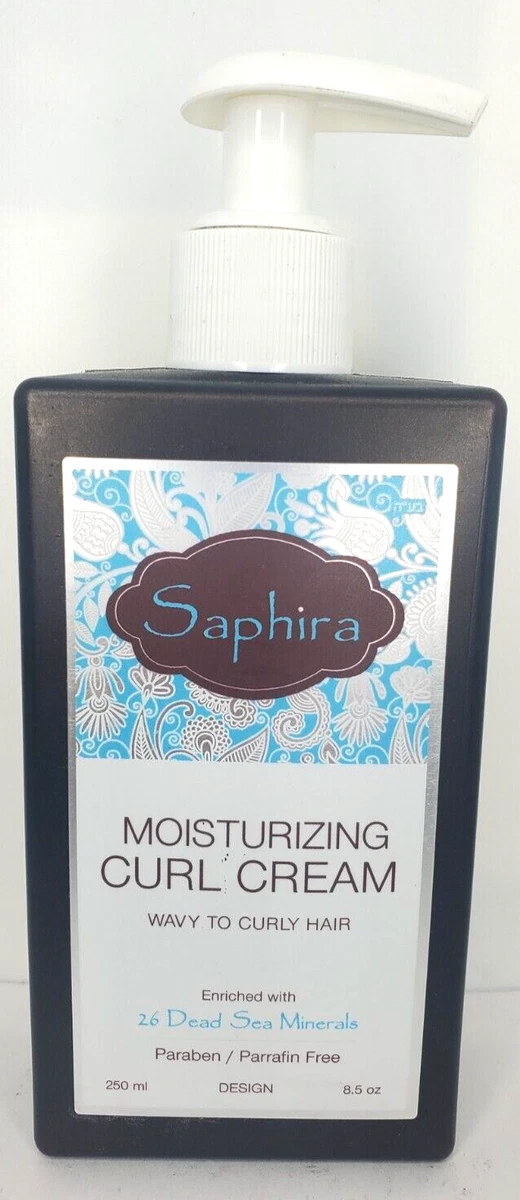 בע״ה
Saphira
MOISTURIZING
CURL CREAM
WAVY TO CURLY HAIR
Enriched with
26 Dead Sea Minerals
Paraben / Parrafin Free
250 ml DESIGN 8.5 oz